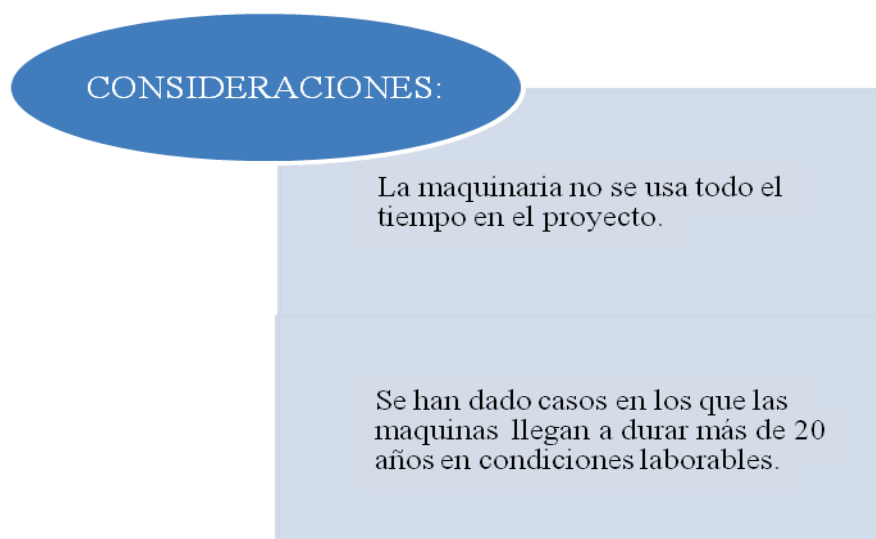 CONSIDERACIONES:
La maquinaria no se usa todo el
tiempo en el proyecto.
Se han dado casos en los que las
maquinas llegan a durar más de 20
años en condiciones laborables.